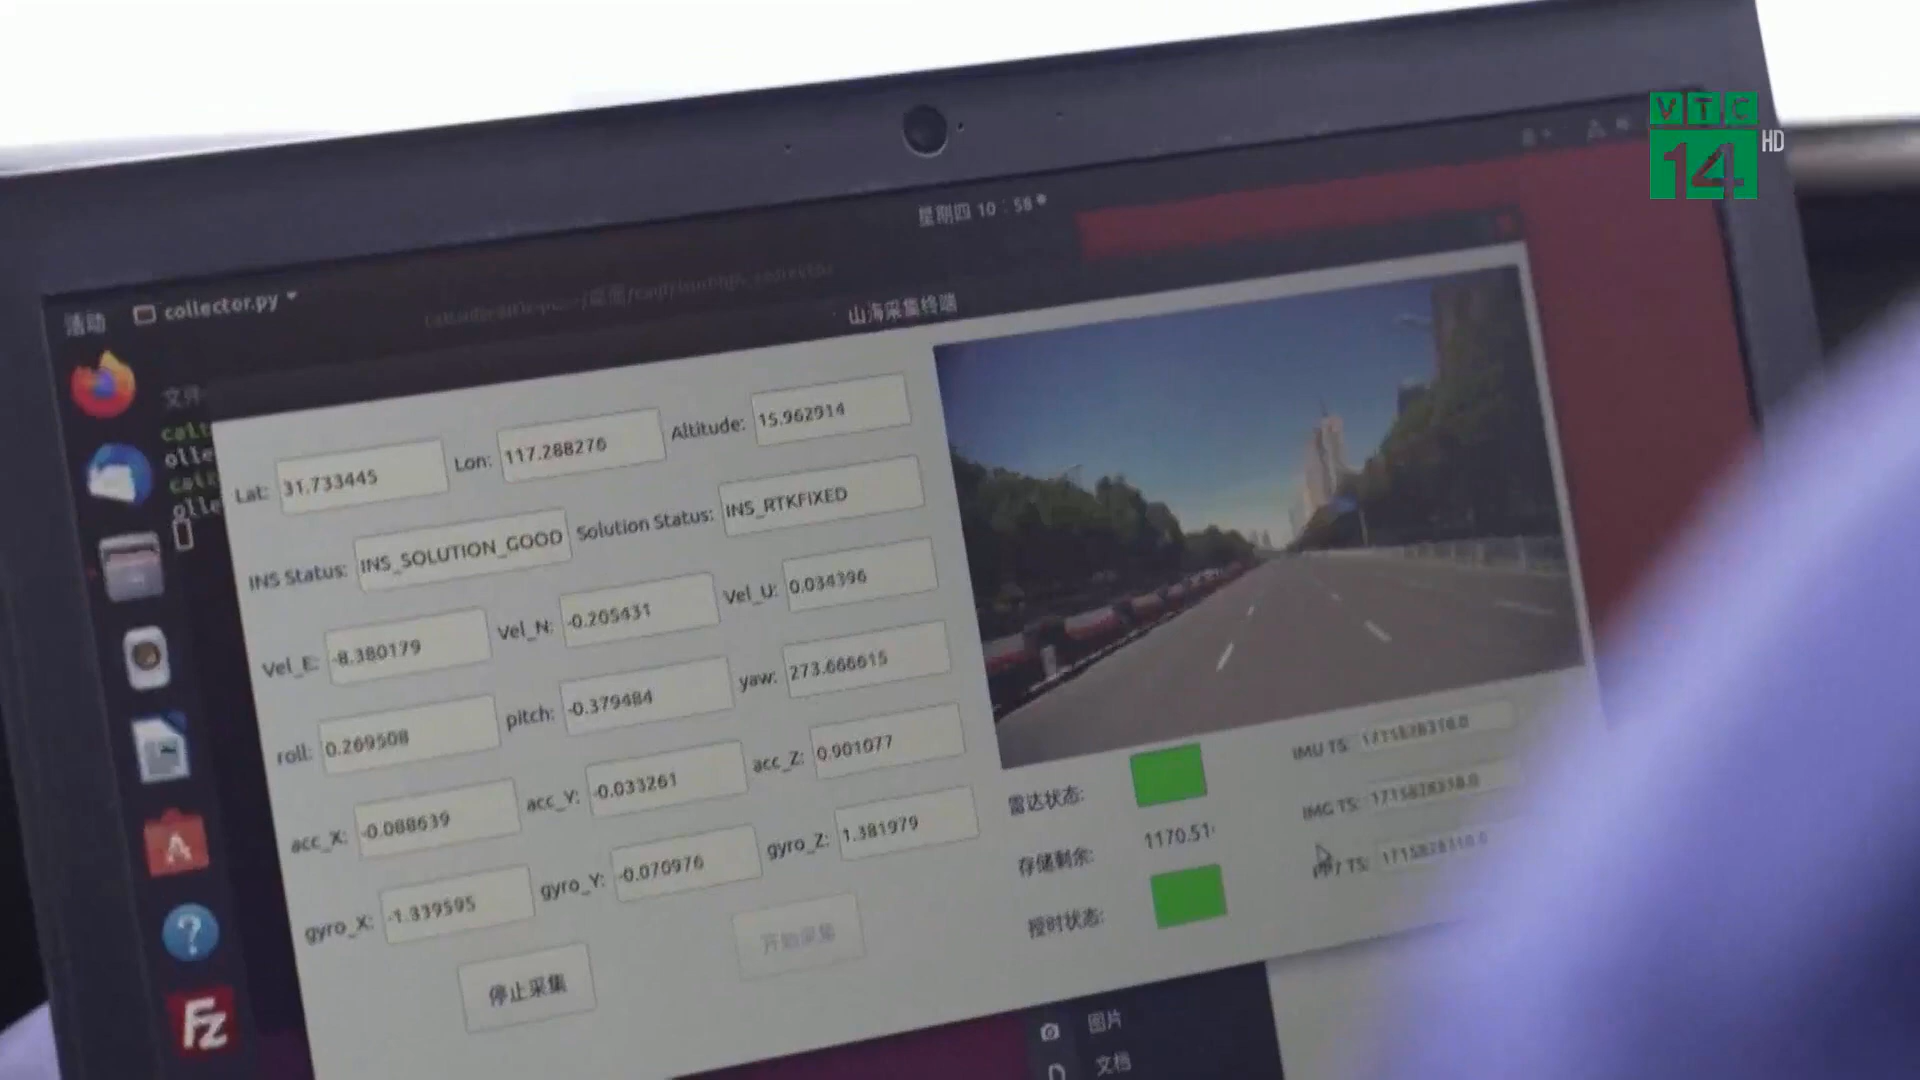 VTC
14 HD
星期四 10:58
活动 collector.py
山海采集终端
文件
Lat: 31.733445 Lon: 117.288276 Altitude: 15.962914
INS Status: INS_SOLUTION_GOOD Solution Status: INS_RTKFIXED
Vel_E: -8.380179 Vel_N: -0.205431 Vel_U: 0.034396
roll: 0.269508 pitch: -0.379484 yaw: 273.666615
acc_X: -0.088639 acc_Y: -0.033261 acc_Z: 0.901077
gyro_X: -1.339595 gyro_Y: -0.070976 gyro_Z: 1.381979
停止采集 开始采集
雷达状态:
存储剩余: 1170.51
授时状态:
IMU TS:
IMG TS:
图片
文档